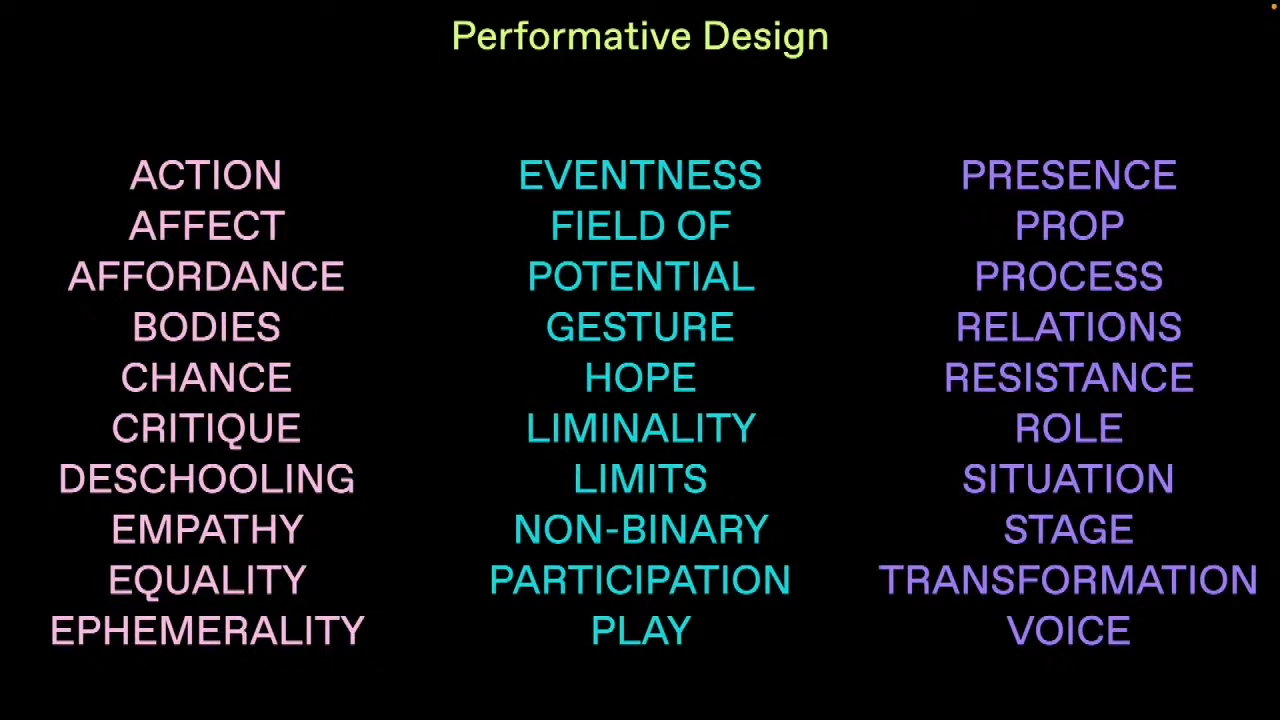 Performative Design
ACTION
AFFECT
AFFORDANCE
BODIES
CHANCE
CRITIQUE
DESCHOOLING
EMPATHY
EQUALITY
EPHEMERALITY
EVENTNESS
FIELD OF
POTENTIAL
GESTURE
HOPE
LIMINALITY
LIMITS
NON-BINARY
PARTICIPATION
PLAY
PRESENCE
PROP
PROCESS
RELATIONS
RESISTANCE
ROLE
SITUATION
STAGE
TRANSFORMATION
VOICE